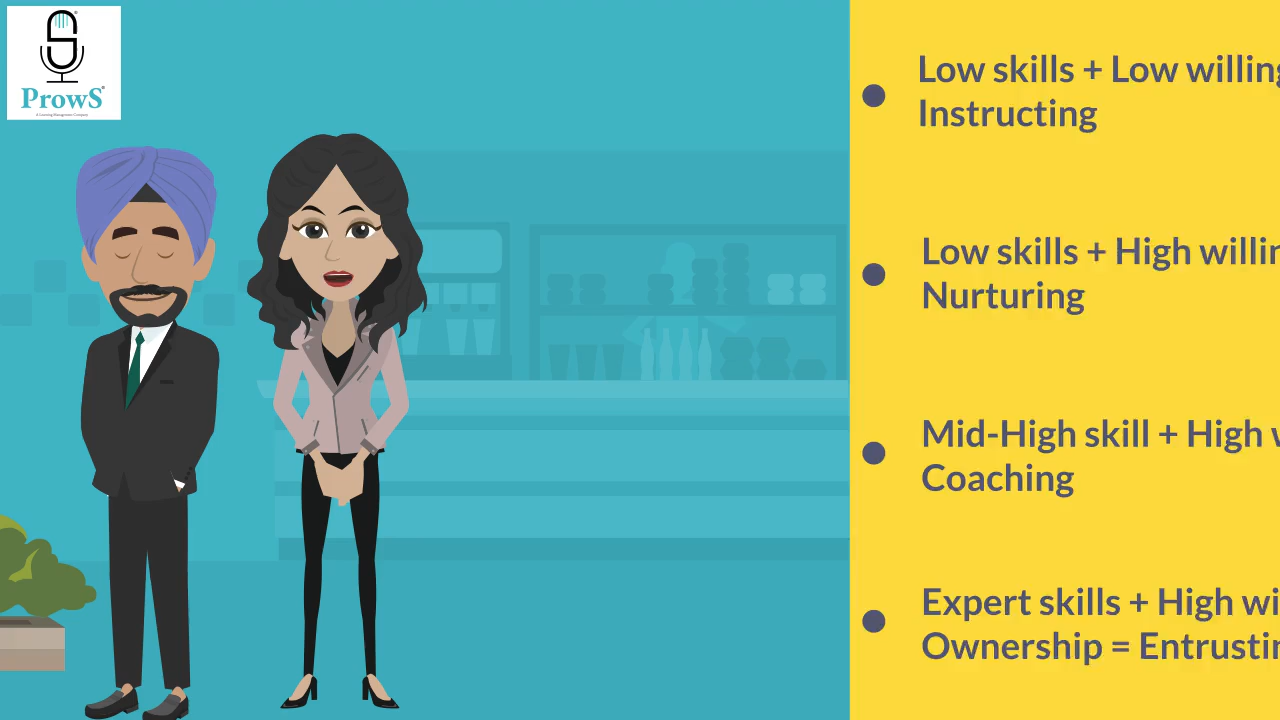 ProwS
Low skills + Low willing
Instructing
Low skills + High willin
Nurturing
Mid-High skill + High w
Coaching
Expert skills + High wi
Ownership = Entrustin